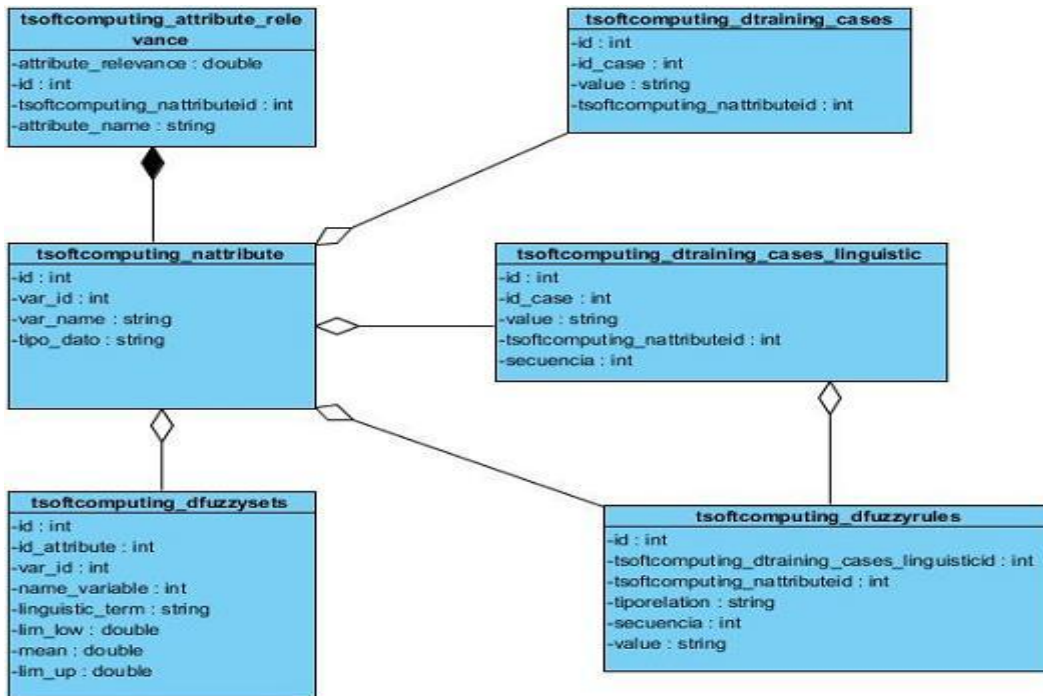 tsoftcomputing_attribute_rele
vance
-attribute_relevance : double
-id : int
-tsoftcomputing_nattributeid : int
-attribute_name : string
tsoftcomputing_dtraining_cases
-id : int
-id_case : int
-value : string
-tsoftcomputing_nattributeid : int
tsoftcomputing_nattribute
-id : int
-var_id : int
-var_name : string
-tipo_dato : string
tsoftcomputing_dtraining_cases_linguistic
-id : int
-id_case : int
-value : string
-tsoftcomputing_nattributeid : int
-secuencia : int
tsoftcomputing_dfuzzysets
-id : int
-id_attribute : int
-var_id : int
-name_variable : int
-linguistic_term : string
-lim_low : double
-mean : double
-lim_up : double
tsoftcomputing_dfuzzyrules
-id : int
-tsoftcomputing_dtraining_cases_linguisticid : int
-tsoftcomputing_nattributeid : int
-tiporelation : string
-secuencia : int
-value : string